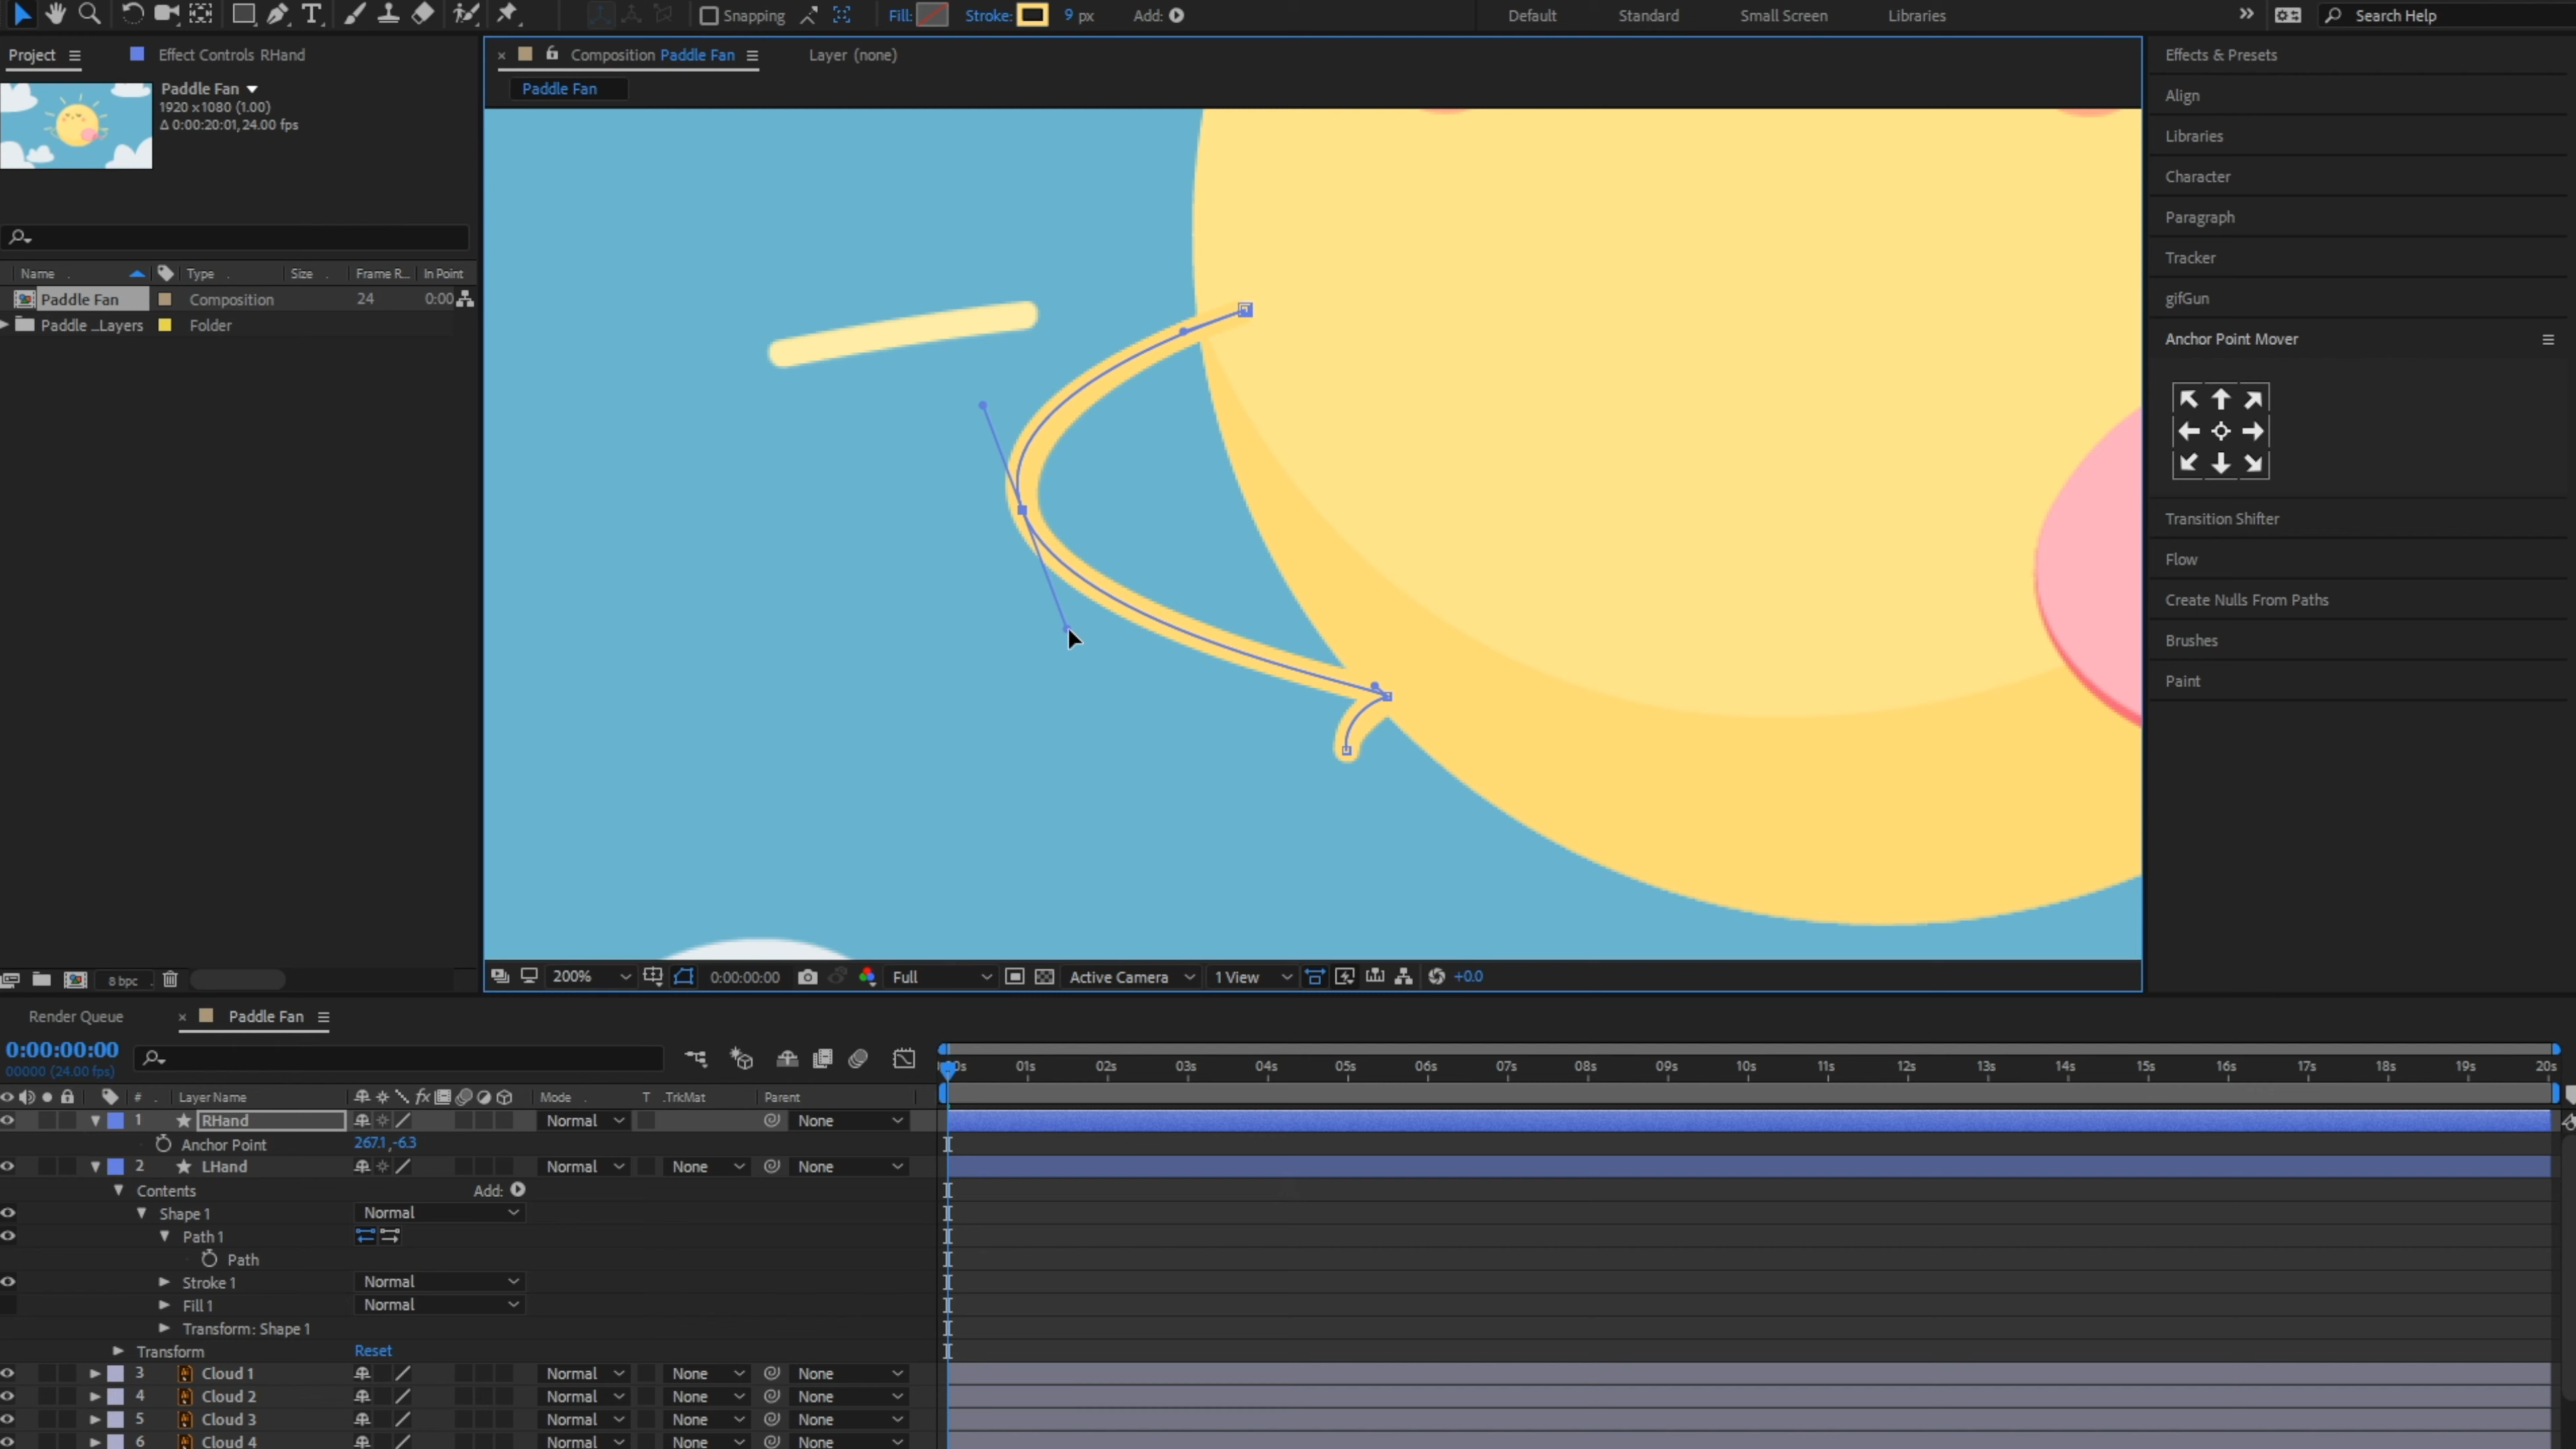 Snapping Fill: Stroke: 9 px Add: Default Standard Small Screen Libraries Search Help
Project Effect Controls RHand
Composition Paddle Fan Layer (none)
Paddle Fan
Paddle Fan
1920 x1080 (1.00)
Δ 0:00:20:01, 24.00 fps
Name Type Size Frame R... In Point
Paddle Fan Composition 24 0:00
Paddle ...Layers Folder
8 bpc
200% 0:00:00:00 Full Active Camera 1 View +0.0
Effects & Presets
Align
Libraries
Character
Paragraph
Tracker
gifGun
Anchor Point Mover
Transition Shifter
Flow
Create Nulls From Paths
Brushes
Paint
Render Queue Paddle Fan
0:00:00:00
00000 (24.00 fps)
01s 02s 03s 04s 05s 06s 07s 08s 09s 10s 11s 12s 13s 14s 15s 16s 17s 18s 19s 20s
# Layer Name Mode T .TrkMat Parent
1 RHand Normal None
Anchor Point 267.1,-6.3
2 LHand Normal None None
Contents Add:
Shape 1 Normal
Path 1
Path
Stroke 1 Normal
Fill 1 Normal
Transform: Shape 1
Transform Reset
3 Cloud 1 Normal None None
4 Cloud 2 Normal None None
5 Cloud 3 Normal None None
6 Cloud 4 Normal None None